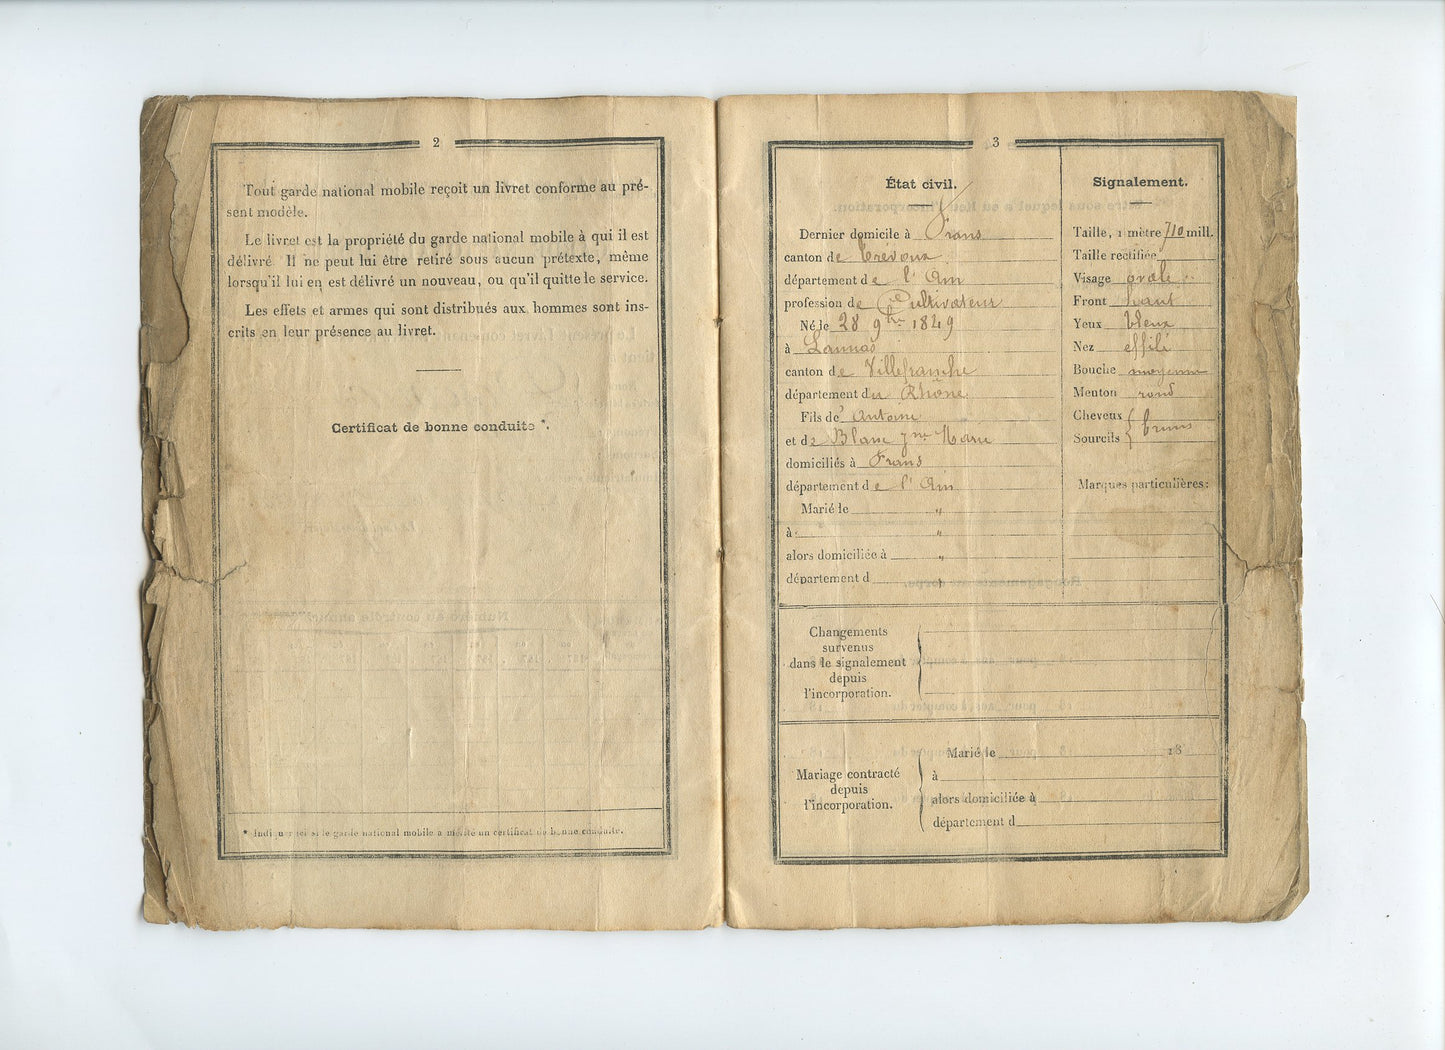 2
Tout garde national mobile reçoit un livret conforme au pré-
sent modèle.
Le livret est la propriété du garde national mobile à qui il est
délivré. Il ne peut lui être retiré sous aucun prétexte, même
lorsqu'il lui en est délivré un nouveau, ou qu'il quitte le service.
Les effets et armes qui sont distribués aux hommes sont ins-
crits en leur présence au livret.
Certificat de bonne conduite *.
* Indiquer ici si le garde national mobile a mérité un certificat de bonne conduite.
3
État civil.
Dernier domicile à Frans
canton de Trévoux
département de l'Ain
profession de Cultivateur
Né le 28 9bre 1849
à
canton de Villefranche
département du Rhône
Fils de Antoine
et de Blanc Jne Marie
domiciliés à Frans
département de l'Ain
Marié le "
à "
alors domiciliée à "
département d "
Signalement.
Taille, 1 mètre 710 mill.
Taille rectifiée
Visage ovale
Front haut
Yeux bleux
Nez effilé
Bouche moyenne
Menton rond
Cheveux
Sourcils } bruns
Marques particulières:
Changements
survenus
dans le signalement
depuis
l'incorporation.
Mariage contracté
depuis
l'incorporation.
Marié le 18
à
alors domiciliée à
département d